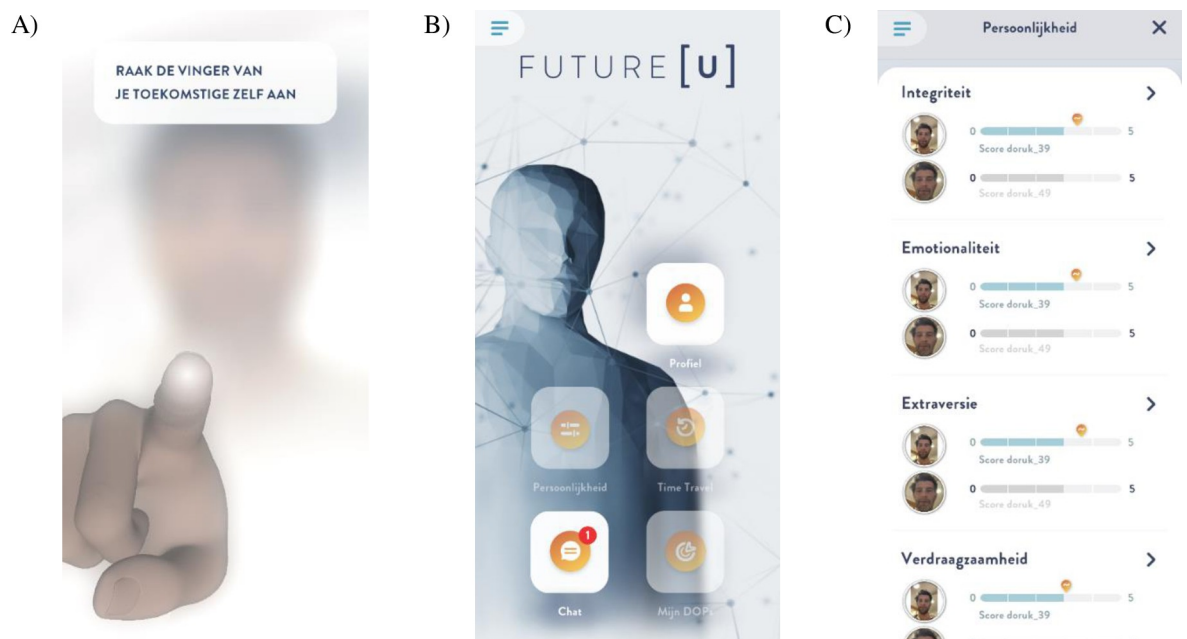 A)
RAAK DE VINGER VAN
JE TOEKOMSTIGE ZELF AAN
B)
FUTURE [U]
Profiel
Persoonlijkheid
Time Travel
1
Chat
Mijn DOPs
C)
Persoonlijkheid
Integriteit
0 5
Score doruk_39
0 5
Score doruk_49
Emotionaliteit
0 5
Score doruk_39
0 5
Score doruk_49
Extraversie
0 5
Score doruk_39
0 5
Score doruk_49
Verdraagzaamheid
0 5
Score doruk_39